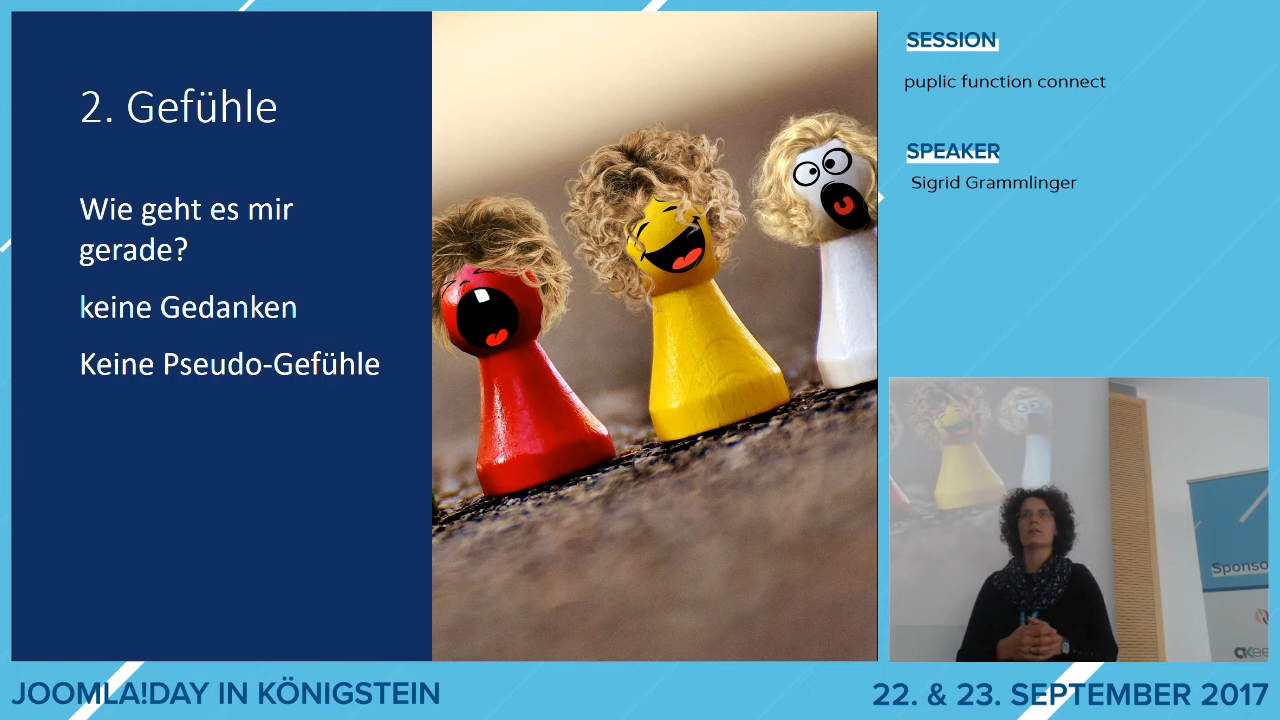 2. Gefühle
Wie geht es mir
gerade?
keine Gedanken
Keine Pseudo-Gefühle
SESSION
puplic function connect
SPEAKER
Sigrid Grammlinger
Sponso
JOOMLA!DAY IN KÖNIGSTEIN
22. & 23. SEPTEMBER 2017